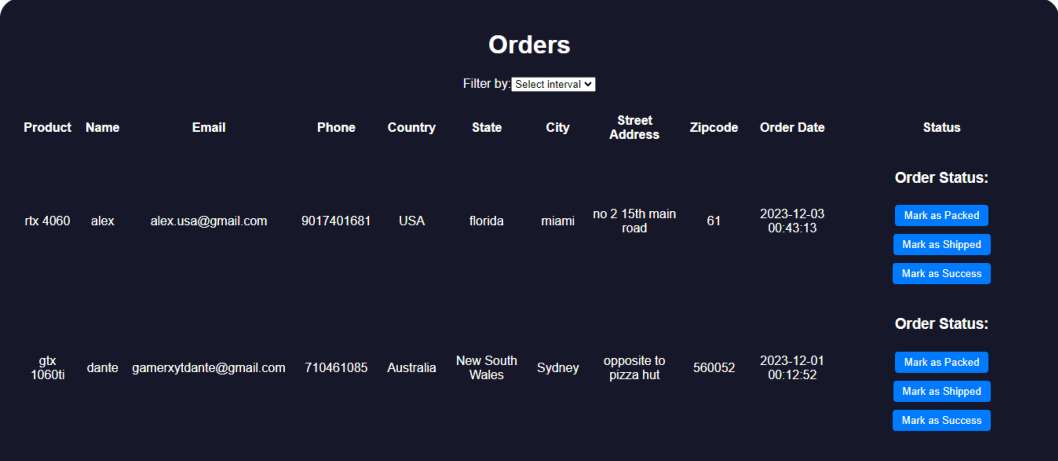 Orders
Filter by: Select interval
Product Name Email Phone Country State City Street Address Zipcode Order Date Status
Order Status:
rtx 4060 alex alex.usa@gmail.com 9017401681 USA florida miami no 2 15th main road 61 2023-12-03 00:43:13
Mark as Packed
Mark as Shipped
Mark as Success
Order Status:
gtx 1060ti dante gamerxytdante@gmail.com 710461085 Australia New South Wales Sydney opposite to pizza hut 560052 2023-12-01 00:12:52
Mark as Packed
Mark as Shipped
Mark as Success